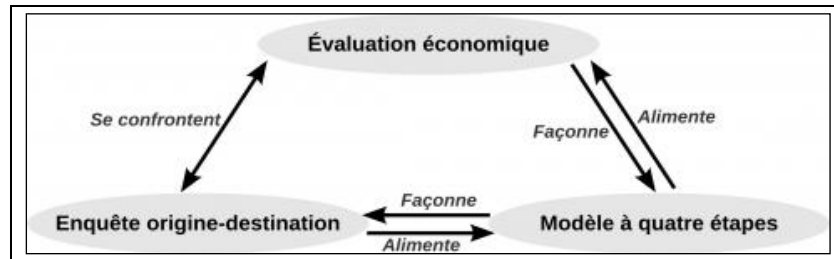 Évaluation économique
Se confrontent
Alimente
Façonne
Façonne
Enquête origine-destination
Modèle à quatre étapes
Alimente